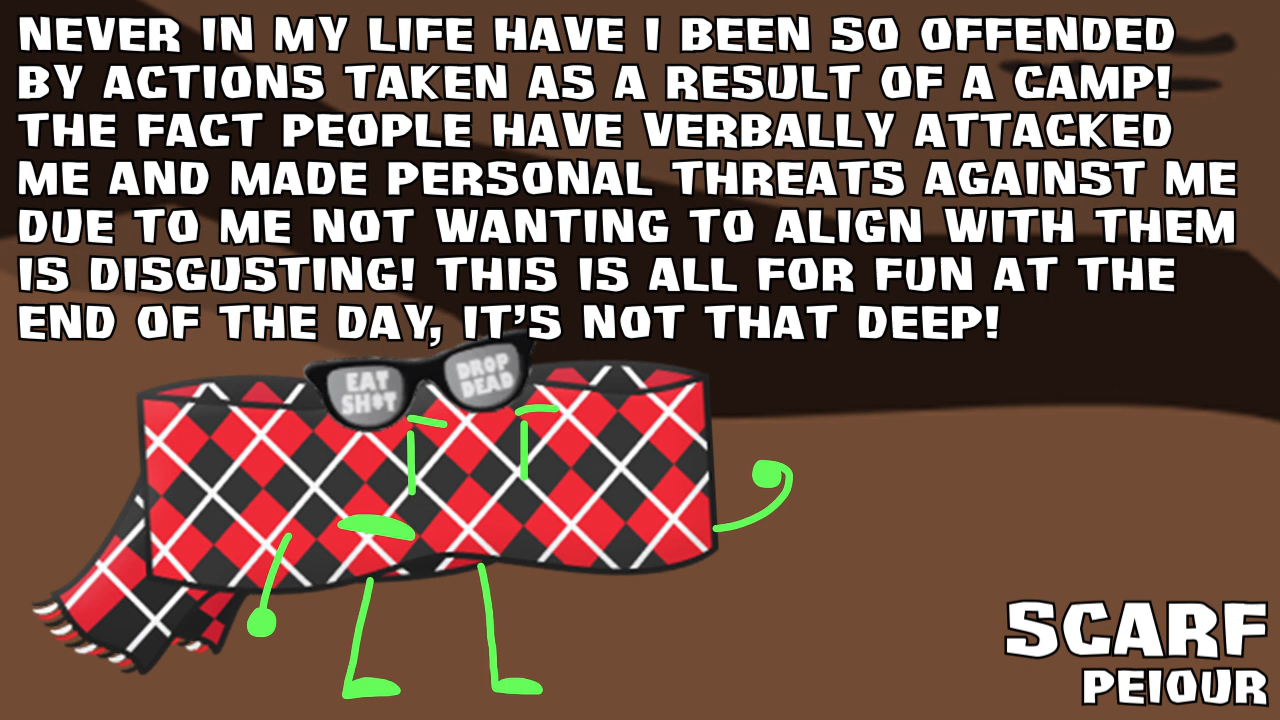 NEVER IN MY LIFE HAVE I BEEN SO OFFENDED
BY ACTIONS TAKEN AS A RESULT OF A CAMP!
THE FACT PEOPLE HAVE VERBALLY ATTACKED
ME AND MADE PERSONAL THREATS AGAINST ME
DUE TO ME NOT WANTING TO ALIGN WITH THEM
IS DISGUSTING! THIS IS ALL FOR FUN AT THE
END OF THE DAY, IT'S NOT THAT DEEP!
EAT
SH*T
DROP
DEAD
SCARF
PEIOUR